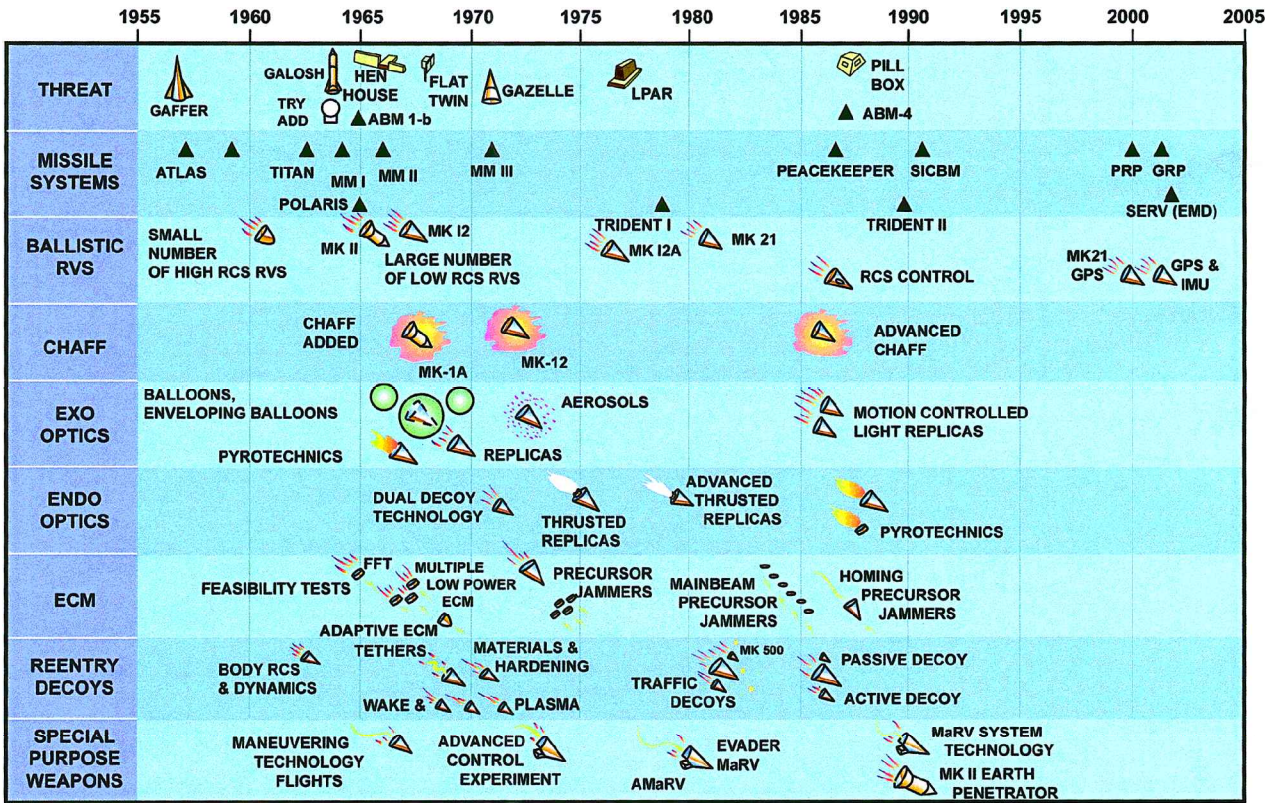 1955 1960 1965 1970 1975 1980 1985 1990 1995 2000 2005
THREAT
GAFFER
GALOSH
TRY
ADD
HEN
HOUSE
ABM 1-b
FLAT
TWIN
GAZELLE
LPAR
PILL
BOX
ABM-4
MISSILE
SYSTEMS
ATLAS
TITAN
MM I
MM II
POLARIS
MM III
TRIDENT I
PEACEKEEPER
SICBM
TRIDENT II
PRP
GRP
SERV (EMD)
BALLISTIC
RVS
SMALL
NUMBER
OF HIGH RCS RVS
MK II
MK I2
LARGE NUMBER
OF LOW RCS RVS
MK I2A
MK 21
RCS CONTROL
MK21
GPS
GPS &
IMU
CHAFF
CHAFF
ADDED
MK-1A
MK-12
ADVANCED
CHAFF
EXO
OPTICS
BALLOONS,
ENVELOPING BALLOONS
PYROTECHNICS
REPLICAS
AEROSOLS
MOTION CONTROLLED
LIGHT REPLICAS
ENDO
OPTICS
DUAL DECOY
TECHNOLOGY
THRUSTED
REPLICAS
ADVANCED
THRUSTED
REPLICAS
PYROTECHNICS
ECM
FEASIBILITY TESTS
FFT
MULTIPLE
LOW POWER
ECM
ADAPTIVE ECM
PRECURSOR
JAMMERS
MAINBEAM
PRECURSOR
JAMMERS
HOMING
PRECURSOR
JAMMERS
REENTRY
DECOYS
BODY RCS
& DYNAMICS
TETHERS
MATERIALS &
HARDENING
WAKE &
PLASMA
TRAFFIC
DECOYS
MK 500
PASSIVE DECOY
ACTIVE DECOY
SPECIAL
PURPOSE
WEAPONS
MANEUVERING
TECHNOLOGY
FLIGHTS
ADVANCED
CONTROL
EXPERIMENT
AMaRV
EVADER
MaRV
MaRV SYSTEM
TECHNOLOGY
MK II EARTH
PENETRATOR